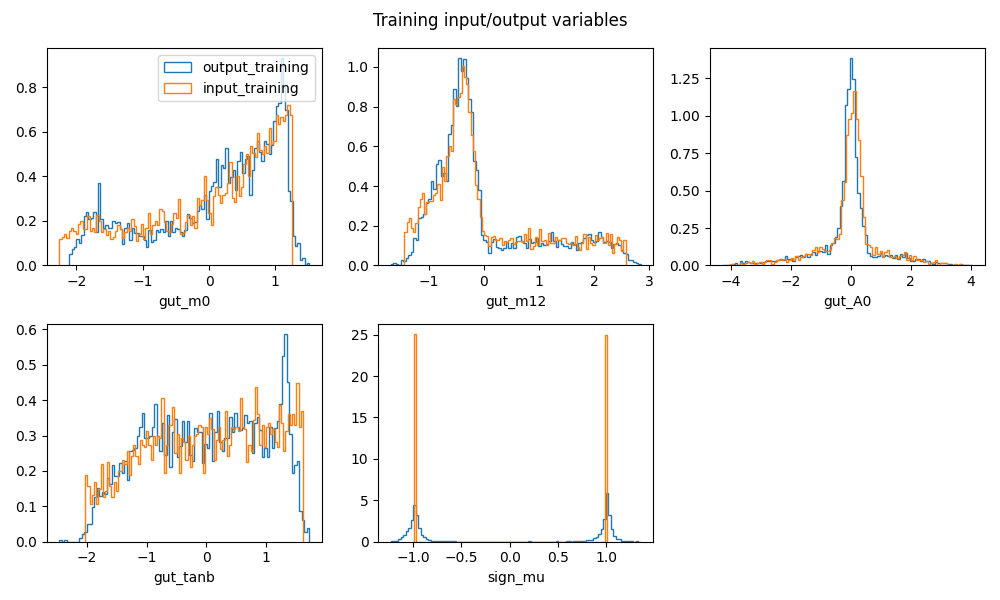 Training input/output variables
output_training
input_training
0.8
0.6
0.4
0.2
0.0
−2 −1 0 1
gut_m0
1.0
0.8
0.6
0.4
0.2
0.0
−1 0 1 2 3
gut_m12
1.25
1.00
0.75
0.50
0.25
0.00
−4 −2 0 2 4
gut_A0
0.6
0.5
0.4
0.3
0.2
0.1
0.0
−2 −1 0 1
gut_tanb
25
20
15
10
5
0
−1.0 −0.5 0.0 0.5 1.0
sign_mu